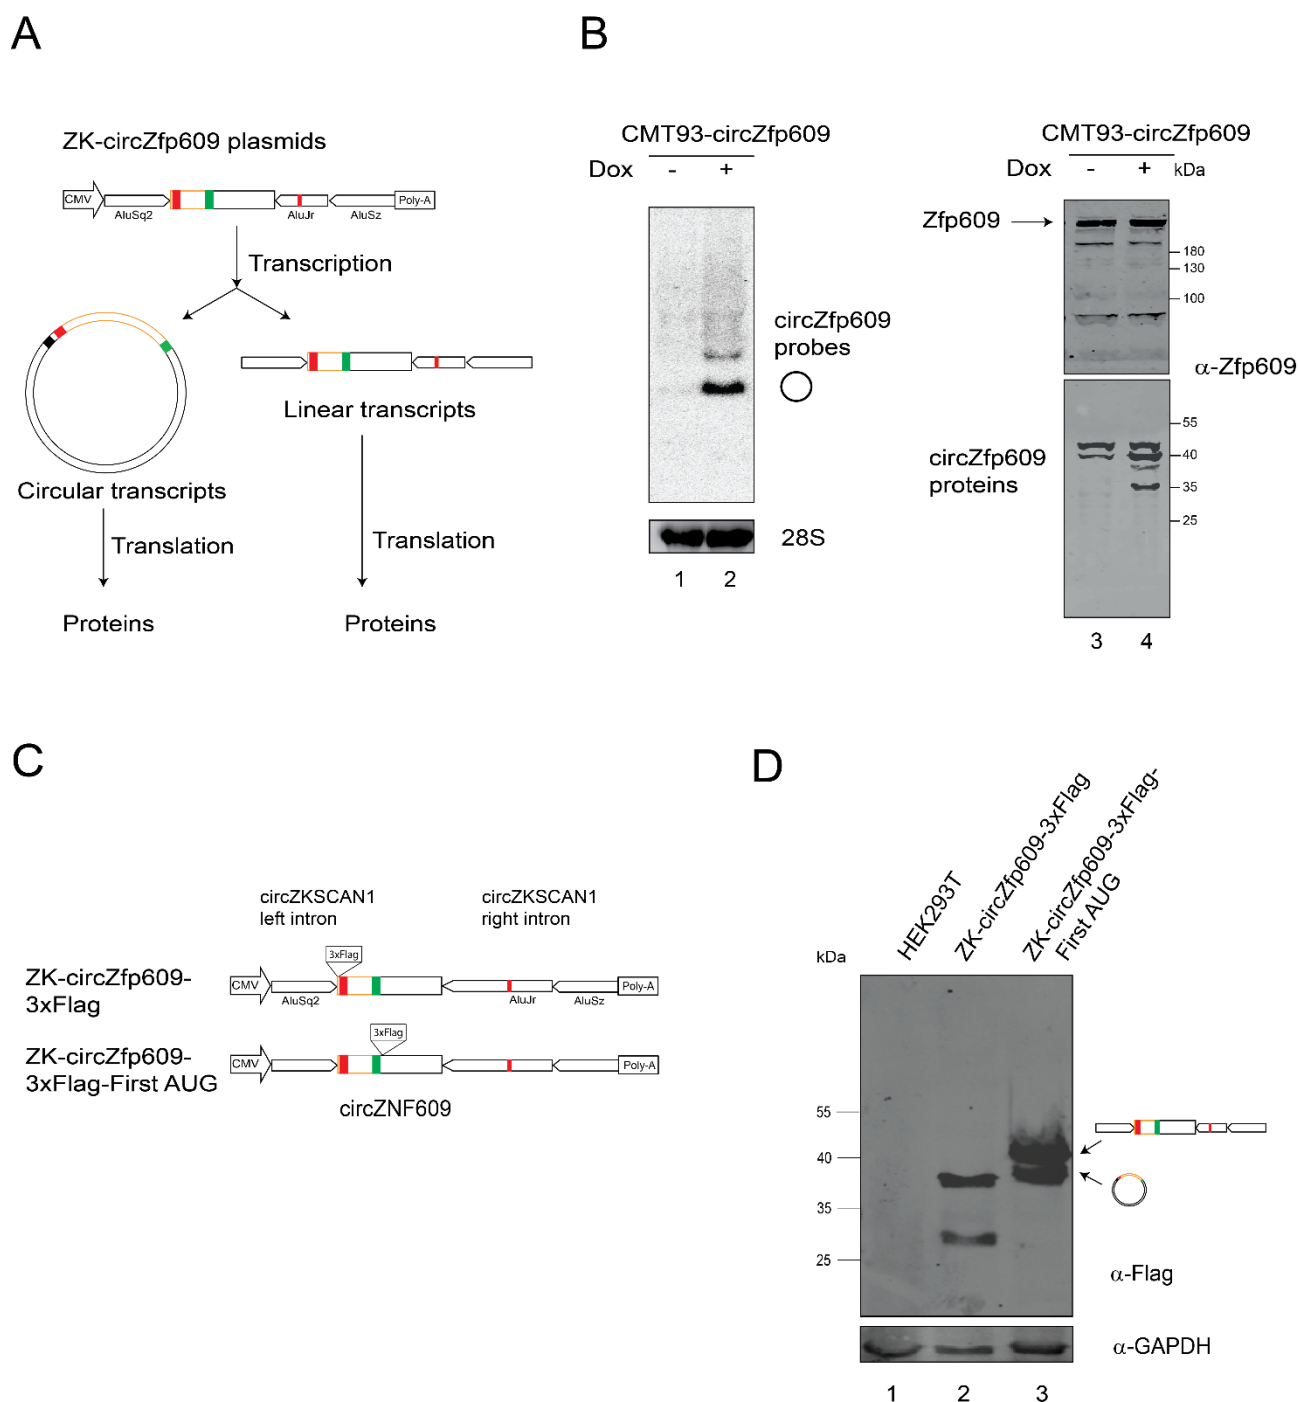 A
ZK-circZfp609 plasmids
CMV
AluSq2
AluJr
AluSz
Poly-A
Transcription
Circular transcripts
Linear transcripts
Translation
Translation
Proteins
Proteins
B
CMT93-circZfp609
Dox - +
circZfp609
probes
28S
1 2
CMT93-circZfp609
Dox - + kDa
Zfp609
180
130
100
α-Zfp609
55
40
35
25
circZfp609
proteins
3 4
C
circZKSCAN1
left intron
circZKSCAN1
right intron
ZK-circZfp609-
3xFlag
3xFlag
CMV
AluSq2
AluJr
AluSz
Poly-A
ZK-circZfp609-
3xFlag-First AUG
3xFlag
CMV
Poly-A
circZNF609
D
HEK293T
ZK-circZfp609-3xFlag
ZK-circZfp609-3xFlag-
First AUG
kDa
55
40
35
25
α-Flag
α-GAPDH
1 2 3